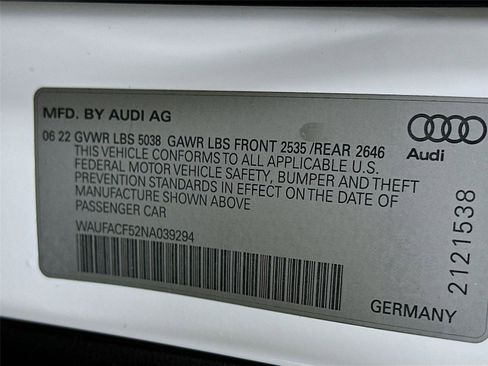 MFD. BY AUDI AG
06 22 GVWR LBS 5038 GAWR LBS FRONT 2535 /REAR 2646
THIS VEHICLE CONFORMS TO ALL APPLICABLE U.S.
FEDERAL MOTOR VEHICLE SAFETY, BUMPER AND THEFT
PREVENTION STANDARDS IN EFFECT ON THE DATE OF
MANUFACTURE SHOWN ABOVE
PASSENGER CAR
WAUFACF52NA039294
Audi
2121538
GERMANY